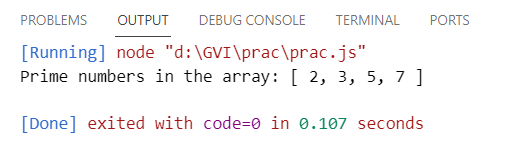 PROBLEMS OUTPUT DEBUG CONSOLE TERMINAL PORTS
[Running] node "d:\GVI\prac\prac.js"
Prime numbers in the array: [ 2, 3, 5, 7 ]
[Done] exited with code=0 in 0.107 seconds